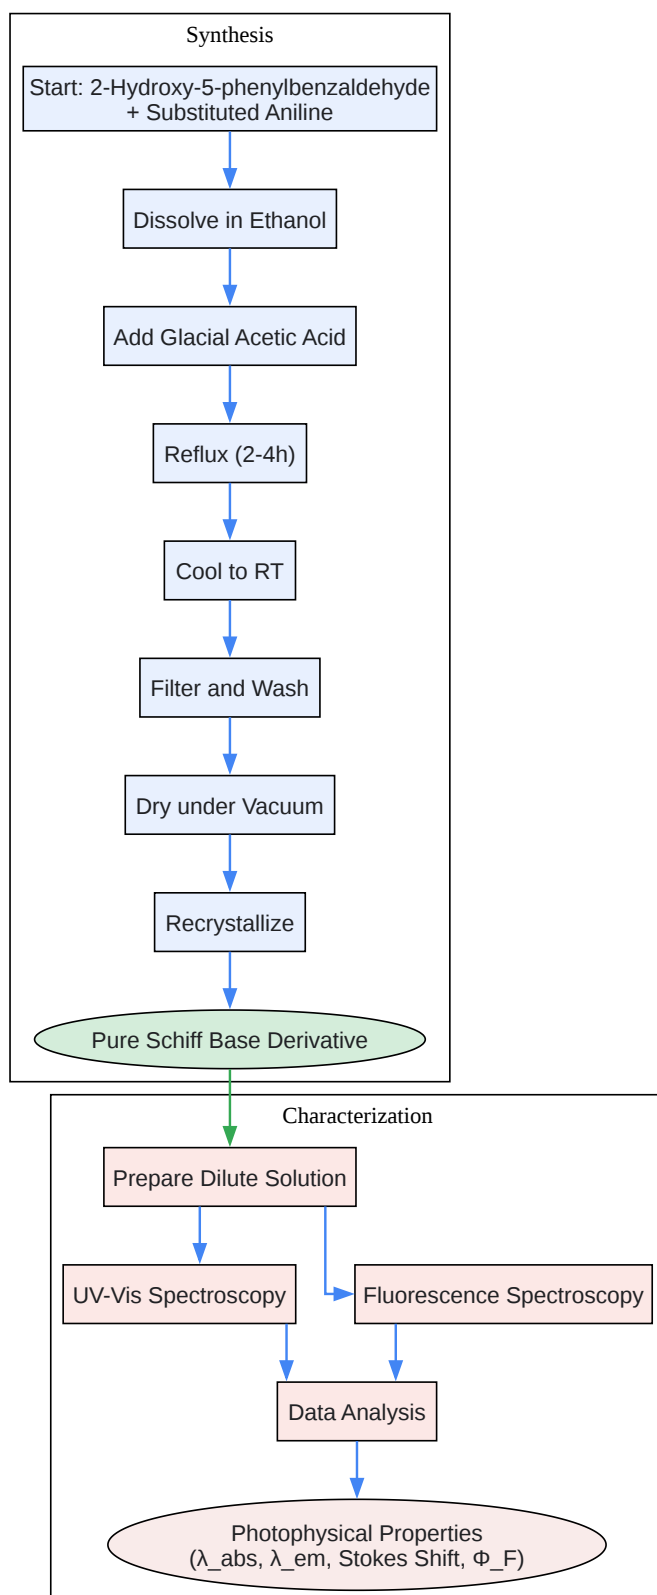 Synthesis
Start: 2-Hydroxy-5-phenylbenzaldehyde
+ Substituted Aniline
Dissolve in Ethanol
Add Glacial Acetic Acid
Reflux (2-4h)
Cool to RT
Filter and Wash
Dry under Vacuum
Recrystallize
Pure Schiff Base Derivative
Characterization
Prepare Dilute Solution
UV-Vis Spectroscopy
Fluorescence Spectroscopy
Data Analysis
Photophysical Properties
(λ_abs, λ_em, Stokes Shift, Φ_F)